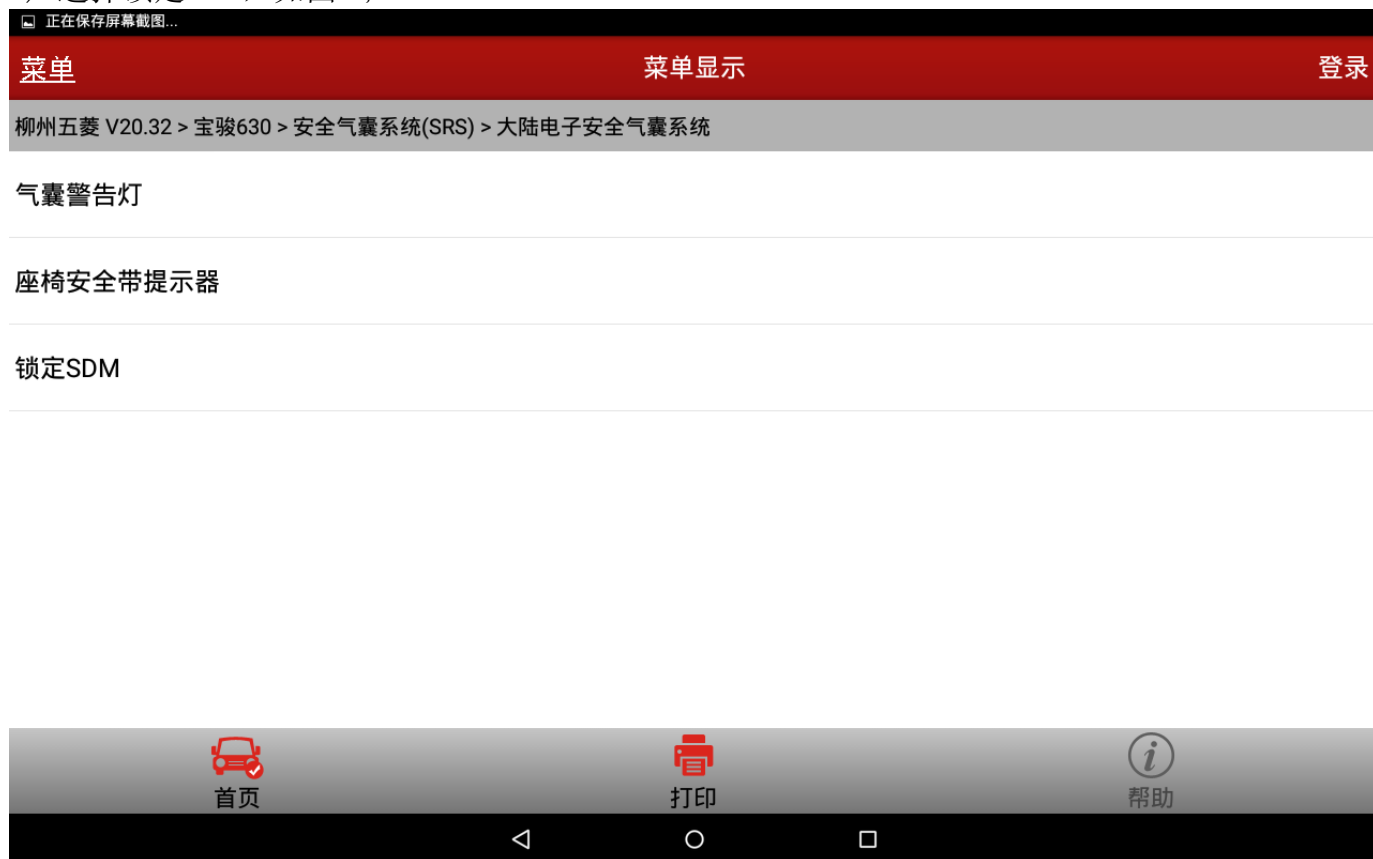 正在保存屏幕截图...
菜单 菜单显示 登录
柳州五菱 V20.32 > 宝骏630 > 安全气囊系统(SRS) > 大陆电子安全气囊系统
气囊警告灯
座椅安全带提示器
锁定SDM
首页 打印 帮助